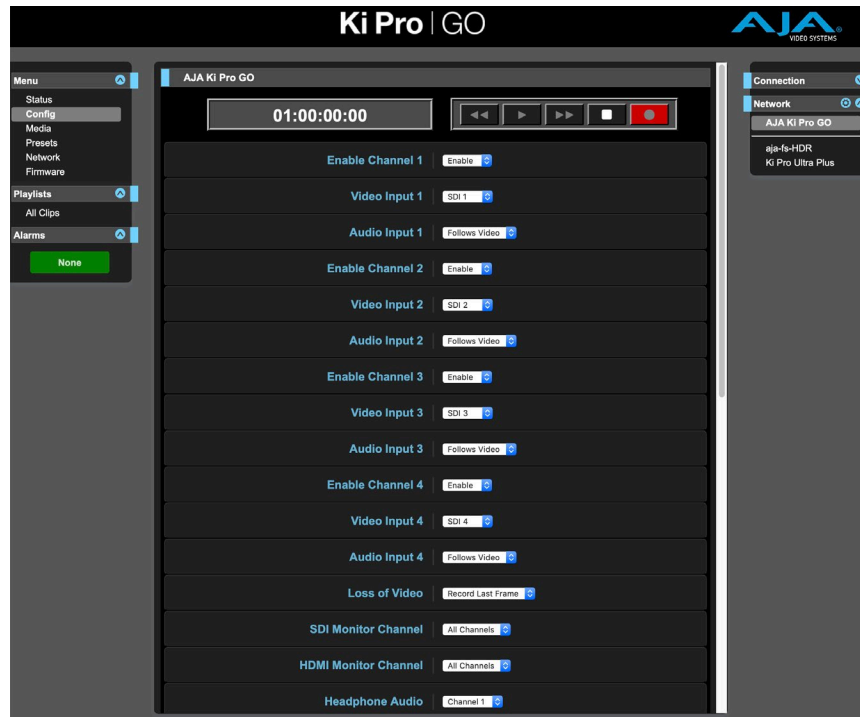 Ki Pro | GO
AJA
VIDEO SYSTEMS
Menu
Status
Config
Media
Presets
Network
Firmware
Playlists
All Clips
Alarms
None
AJA Ki Pro GO
01:00:00:00
Enable Channel 1 Enable
Video Input 1 SDI 1
Audio Input 1 Follows Video
Enable Channel 2 Enable
Video Input 2 SDI 2
Audio Input 2 Follows Video
Enable Channel 3 Enable
Video Input 3 SDI 3
Audio Input 3 Follows Video
Enable Channel 4 Enable
Video Input 4 SDI 4
Audio Input 4 Follows Video
Loss of Video Record Last Frame
SDI Monitor Channel All Channels
HDMI Monitor Channel All Channels
Headphone Audio Channel 1
Connection
Network
AJA Ki Pro GO
aja-fs-HDR
Ki Pro Ultra Plus